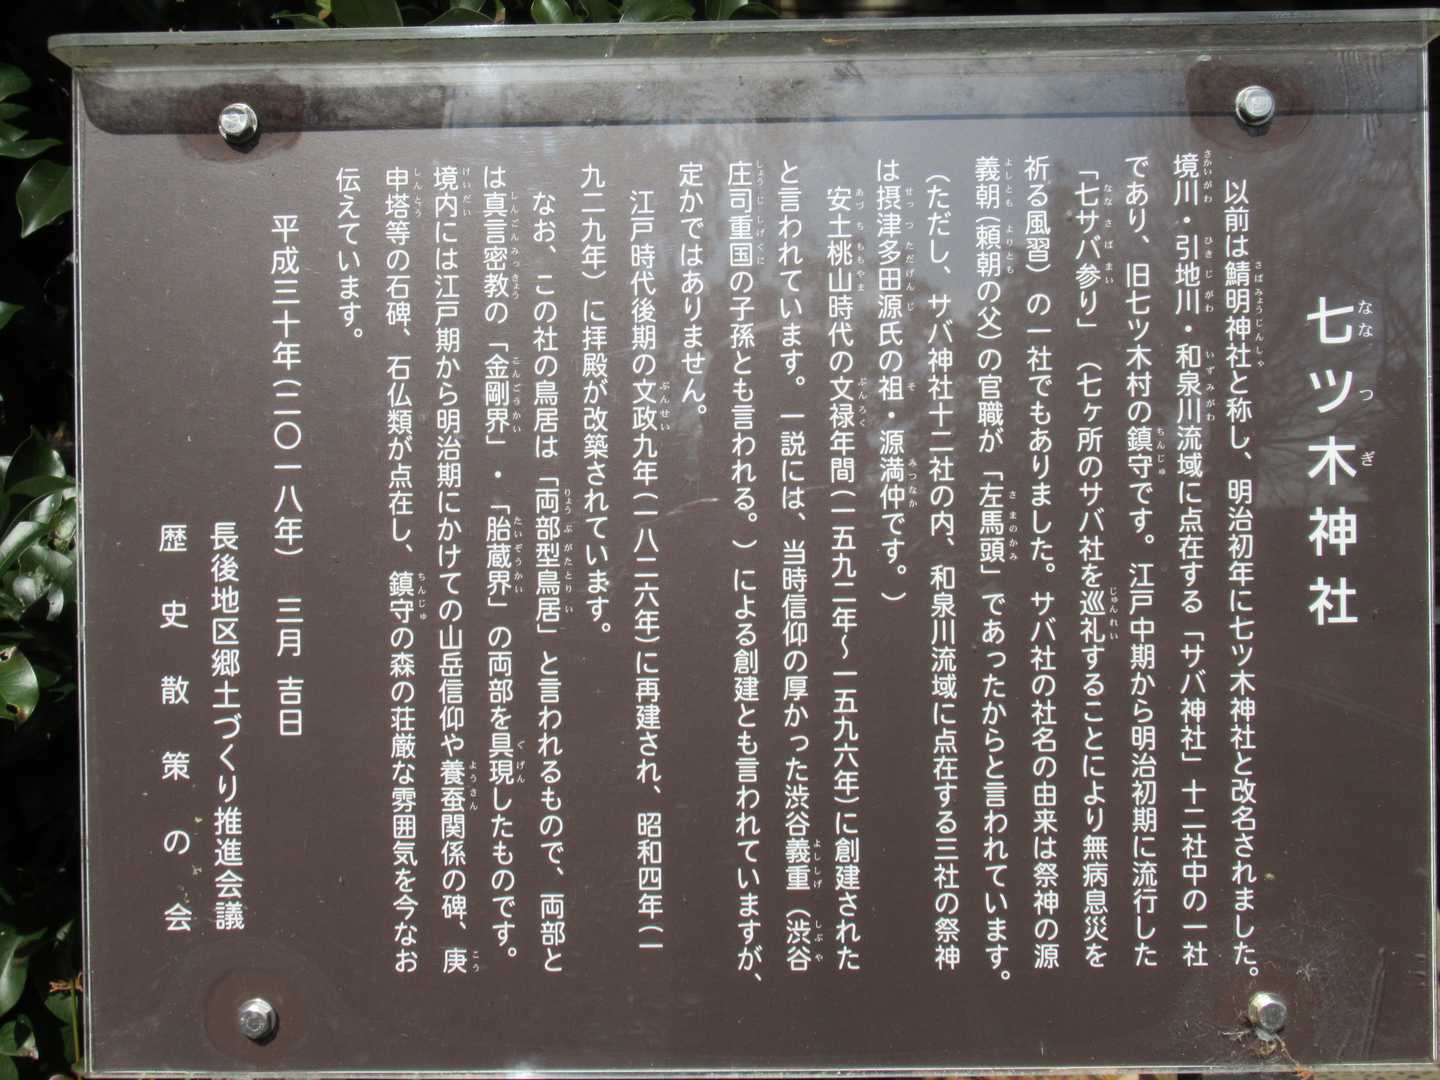 七ツ木神社
以前は鯖明神社と称し、明治初年に七ツ木神社と改名されました。
境川・引地川・和泉川流域に点在する「サバ神社」十二社中の一社
であり、旧七ツ木村の鎮守です。江戸中期から明治初期に流行した
「七サバ参り」（七ヶ所のサバ社を巡礼することにより無病息災を
祈る風習）の一社でもありました。サバ社の社名の由来は祭神の源
義朝（頼朝の父）の官職が「左馬頭」であったからと言われています。
（ただし、サバ神社十二社の内、和泉川流域に点在する三社の祭神
は摂津多田源氏の祖・源満仲です。）
安土桃山時代の文禄年間（一五九二年～一五九六年）に創建された
と言われています。一説には、当時信仰の厚かった渋谷義重（渋谷
庄司重国の子孫とも言われる。）による創建とも言われていますが、
定かではありません。
江戸時代後期の文政九年（一八二六年）に再建され、昭和四年（一
九二九年）に拝殿が改築されています。
なお、この社の鳥居は「両部型鳥居」と言われるもので、両部と
は真言密教の「金剛界」・「胎蔵界」の両部を具現したものです。
境内には江戸期から明治期にかけての山岳信仰や養蚕関係の碑、庚
申塔等の石碑、石仏類が点在し、鎮守の森の荘厳な雰囲気を今なお
伝えています。
平成三十年（二〇一八年） 三月 吉日
長後地区郷土づくり推進会議
歴史散策の会